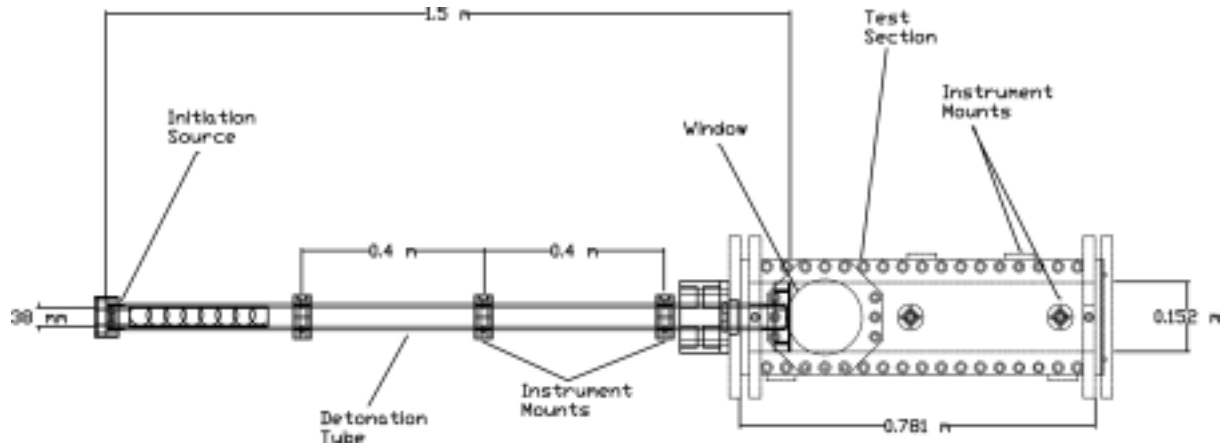 1.5 m
Test
Section
Initiation
Source
Window
Instrument
Mounts
0.4 m
0.4 m
38 mm
0.152 m
Detonation
Tube
Instrument
Mounts
0.781 m